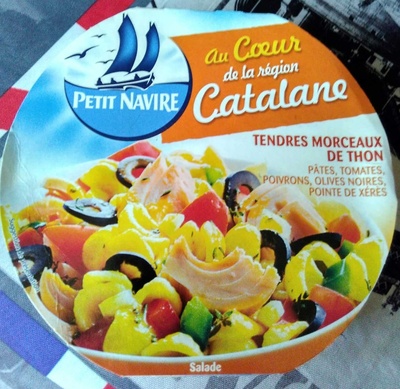 PETIT NAVIRE
Au Cœur
de la région
Catalane
TENDRES MORCEAUX
DE THON
PÂTES, TOMATES,
POIVRONS, OLIVES NOIRES,
POINTE DE XÉRÈS
Salade